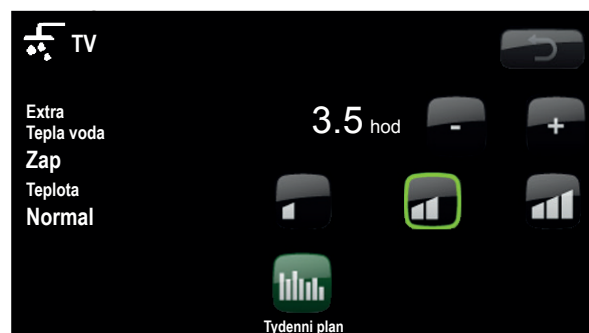 TV
Extra
Tepla voda
3.5 hod
-
+
Zap
Teplota
Normal
Tydenni plan